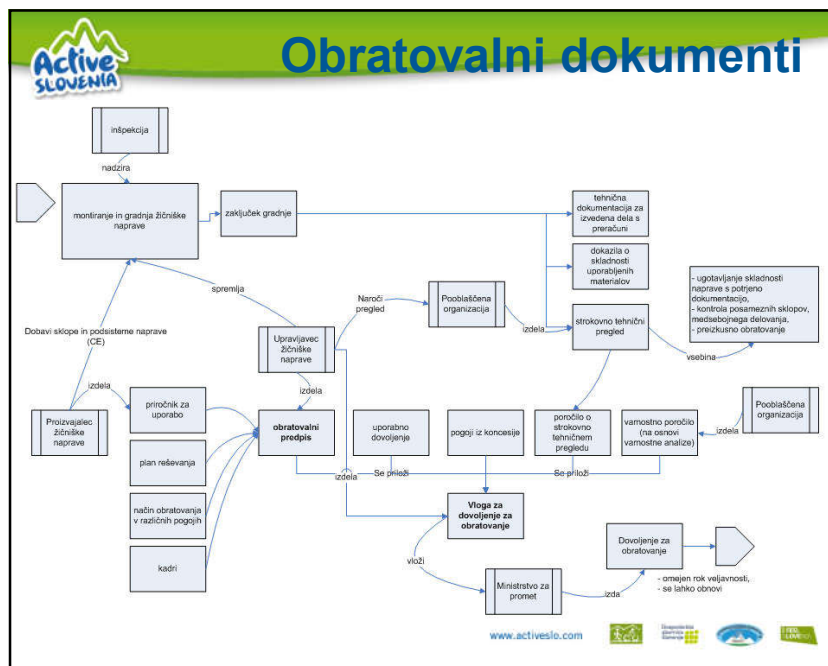 Active
SLOVENIA
Obratovalni dokumenti
inšpekcija
nadzira
montiranje in gradnja žičniške
naprave
zaključek gradnje
tehnična
dokumentacija za
izvedena dela s
preračuni
dokazila o
skladnosti
uporabljenih
materialov
spremlja
Naroči
pregled
Pooblaščena
organizacija
izdela
strokovno tehnični
pregled
- ugotavljanje skladnosti
naprave s potrjeno
dokumentacijo,
- kontrola posameznih sklopov,
medsebojnega delovanja,
- preizkusno obratovanje
vsebina
Dobavi sklope in podsisteme naprave
(CE)
Upravljavec
žičniške
naprave
izdela
izdela
Proizvajalec
žičniške
naprave
priročnik za
uporabo
obratovalni
predpis
uporabno
dovoljenje
pogoji iz koncesije
poročilo o
strokovno
tehničnem
pregledu
varnostno poročilo
(na osnovi
varnostne analize)
izdela
Pooblaščena
organizacija
plan reševanja
izdela
Se priloži
Se priloži
način obratovanja
v različnih pogojih
Vloga za
dovoljenje za
obratovanje
kadri
vloži
Ministrstvo za
promet
izda
Dovoljenje za
obratovanje
- omejen rok veljavnosti,
- se lahko obnovi
www.activeslo.com